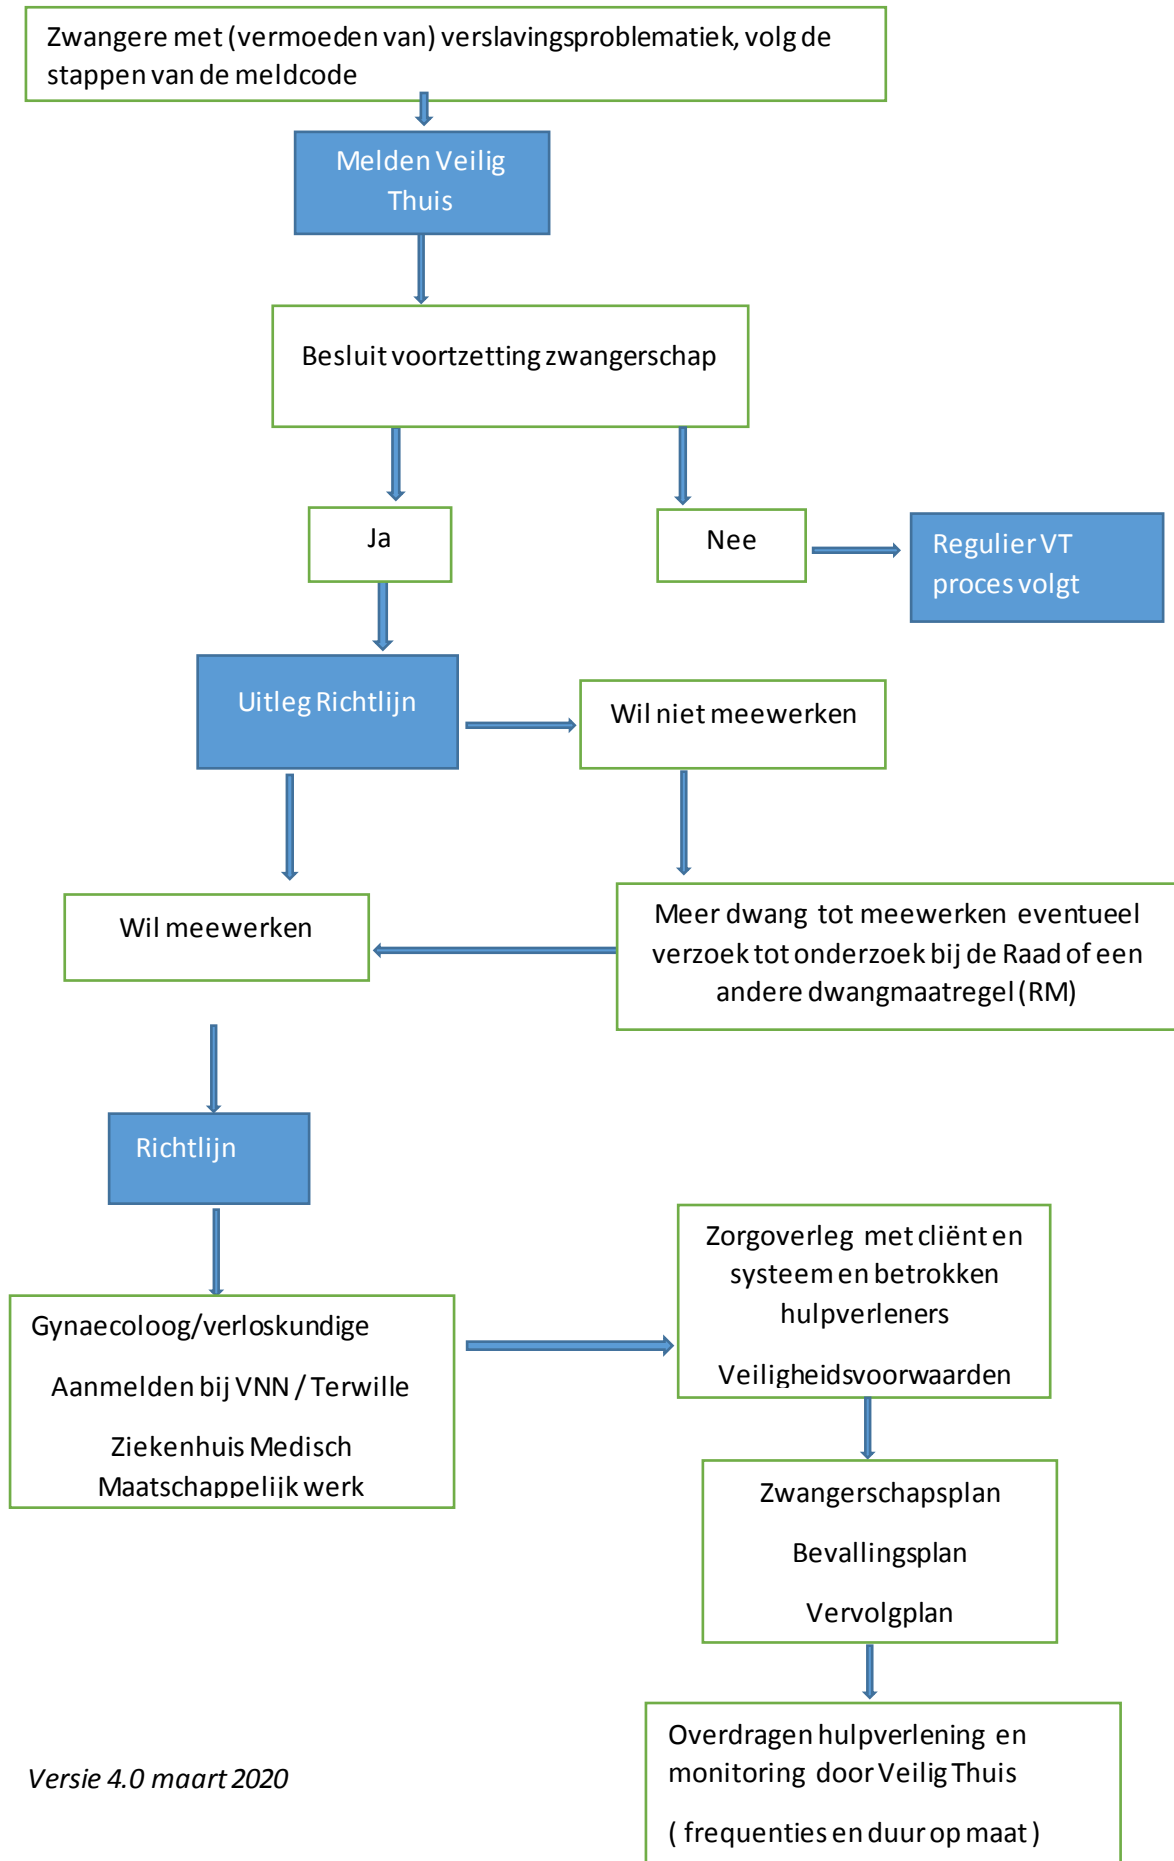 Zwangere met (vermoeden van) verslavingsproblematiek, volg de
stappen van de meldcode
Melden Veilig
Thuis
Besluit voortzetting zwangerschap
Ja
Nee
Regulier VT
proces volgt
Uitleg Richtlijn
Wil niet meewerken
Wil meewerken
Meer dwang tot meewerken eventueel
verzoek tot onderzoek bij de Raad of een
andere dwangmaatregel (RM)
Richtlijn
Gynaecoloog/verloskundige
Aanmelden bij VNN / Terwille
Ziekenhuis Medisch
Maatschappelijk werk
Zorgoverleg met cliënt en
systeem en betrokken
hulpverleners
Veiligheidsvoorwaarden
Zwangerschapsplan
Bevallingsplan
Vervolgplan
Overdragen hulpverlening en
monitoring door Veilig Thuis
( frequenties en duur op maat )
Versie 4.0 maart 2020